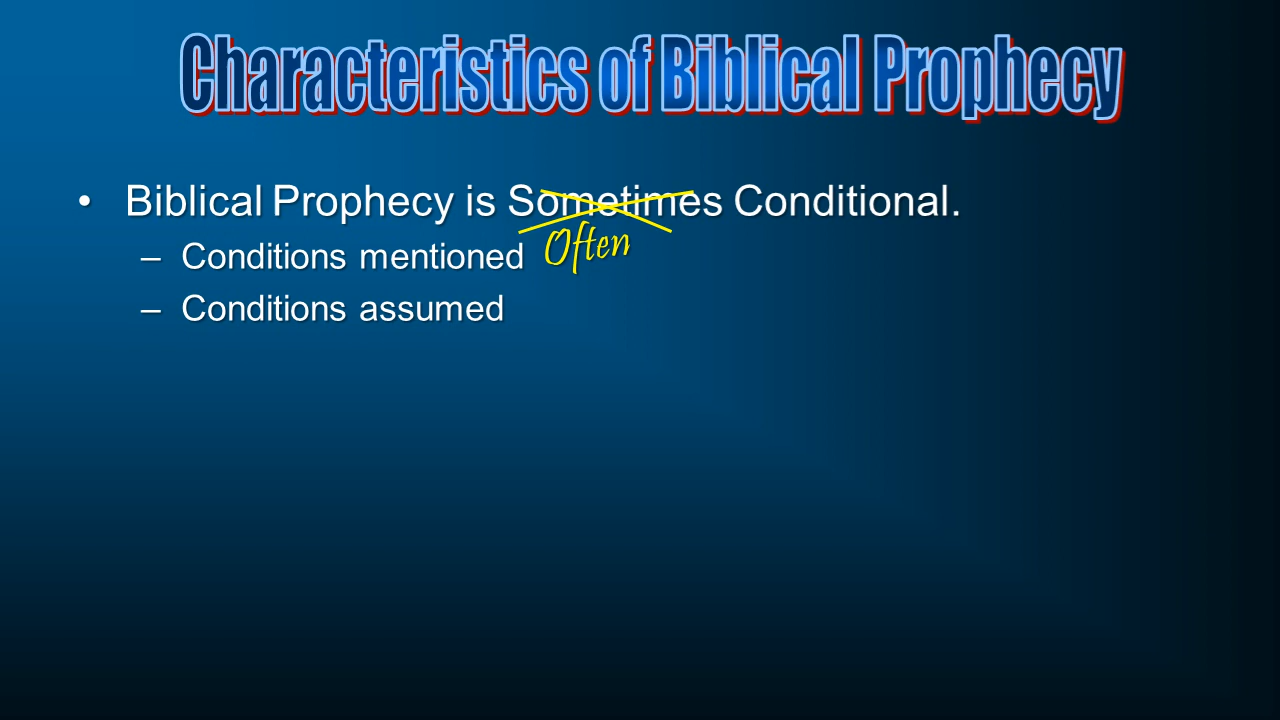 Characteristics of Biblical Prophecy
• Biblical Prophecy is Sometimes Conditional.
Often
– Conditions mentioned
– Conditions assumed